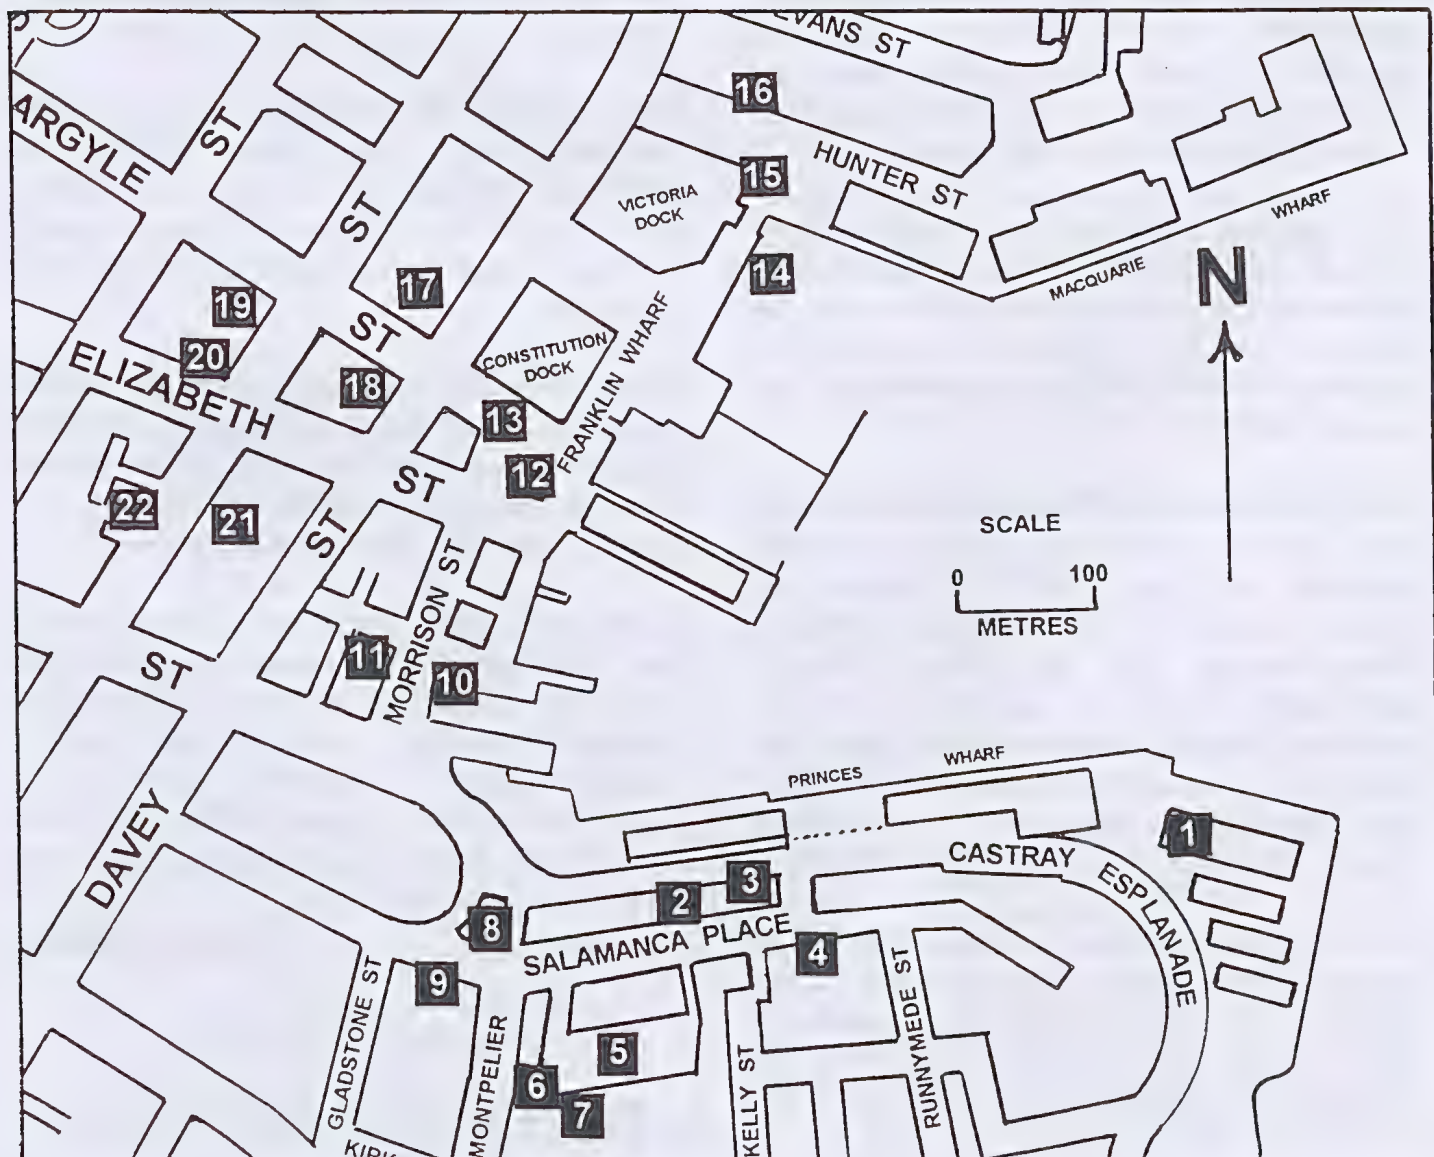 EVANS ST
16
ARGYLE
ST
HUNTER ST
15
VICTORIA
DOCK
WHARF
MACQUARIE
N
14
ST
17
19
ST
20
ELIZABETH
18
CONSTITUTION
DOCK
FRANKLIN WHARF
13
12
ST
22
21
ST
SCALE
0 100
METRES
MORRISON ST
11
10
ST
DAVEY
PRINCES WHARF
1
CASTRAY ESPLANADE
3
2
8
SALAMANCA PLACE
4
9
GLADSTONE ST
MONTPELIER
5
6
7
KELLY ST
RUNNYMEDE ST